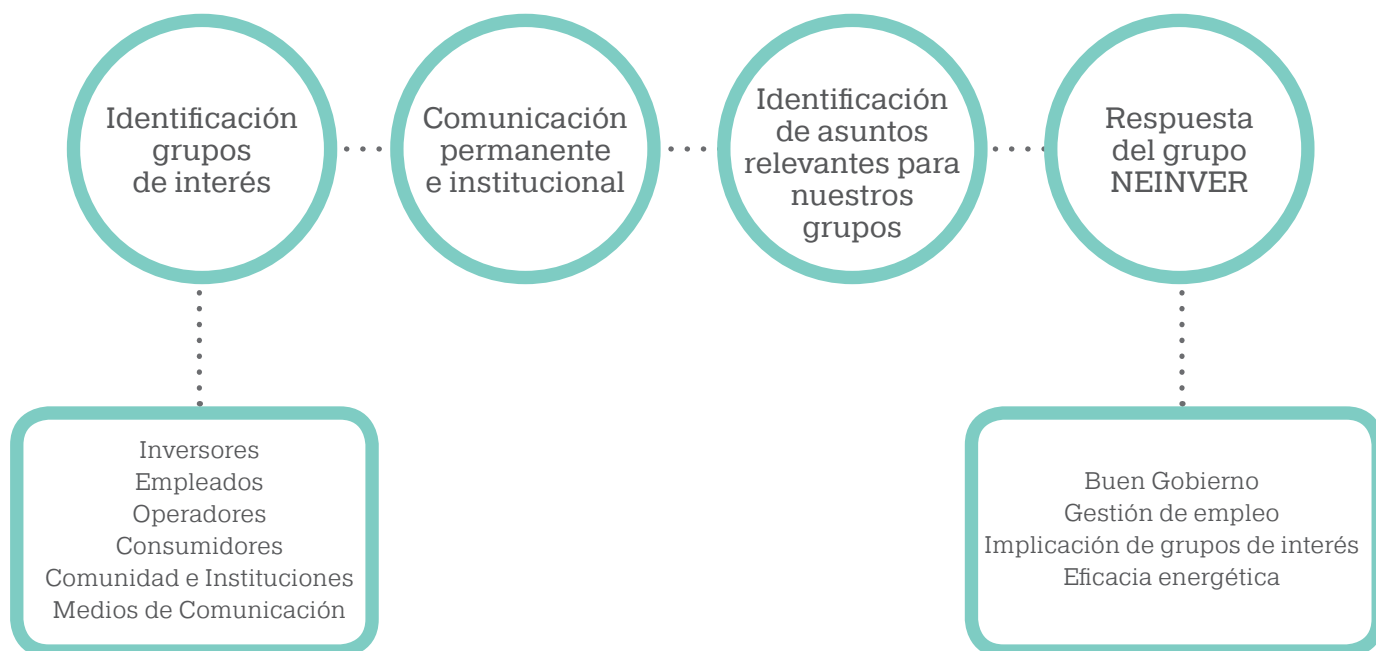 Identificación
grupos
de interés
Comunicación
permanente
e institucional
Identificación
de asuntos
relevantes para
nuestros
grupos
Respuesta
del grupo
NEINVER
Inversores
Empleados
Operadores
Consumidores
Comunidad e Instituciones
Medios de Comunicación
Buen Gobierno
Gestión de empleo
Implicación de grupos de interés
Eficacia energética